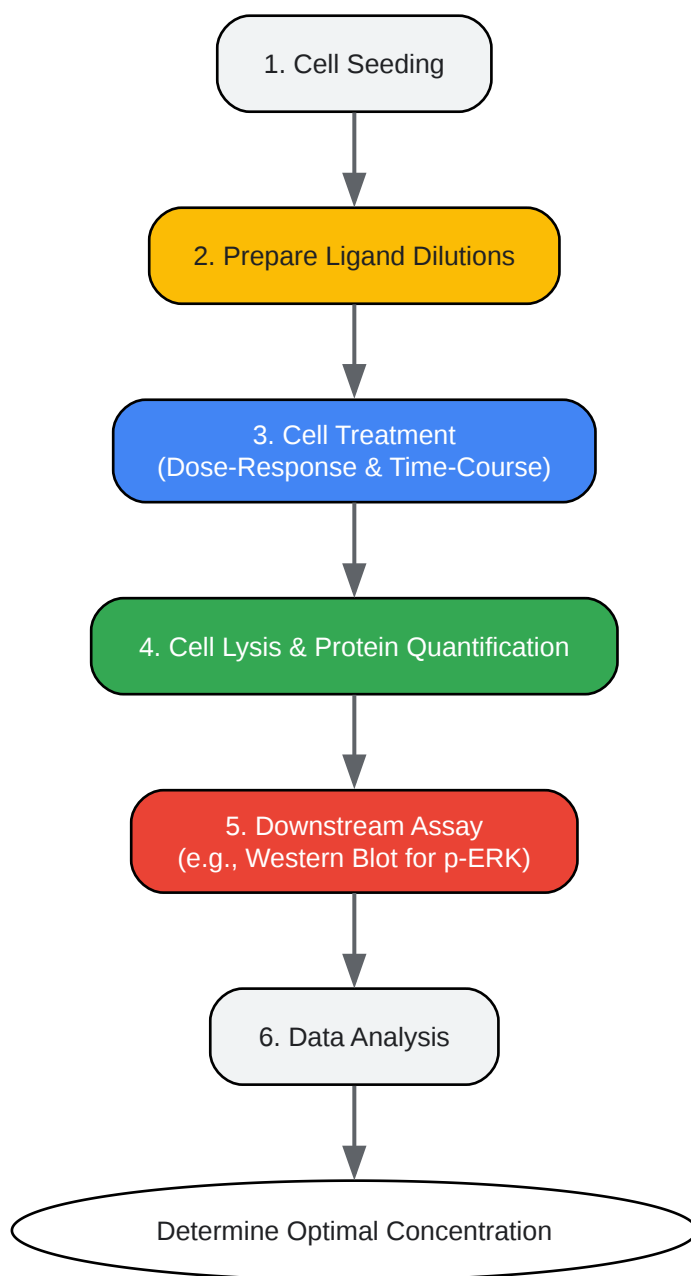 1. Cell Seeding
2. Prepare Ligand Dilutions
3. Cell Treatment
(Dose-Response & Time-Course)
4. Cell Lysis & Protein Quantification
5. Downstream Assay
(e.g., Western Blot for p-ERK)
6. Data Analysis
Determine Optimal Concentration